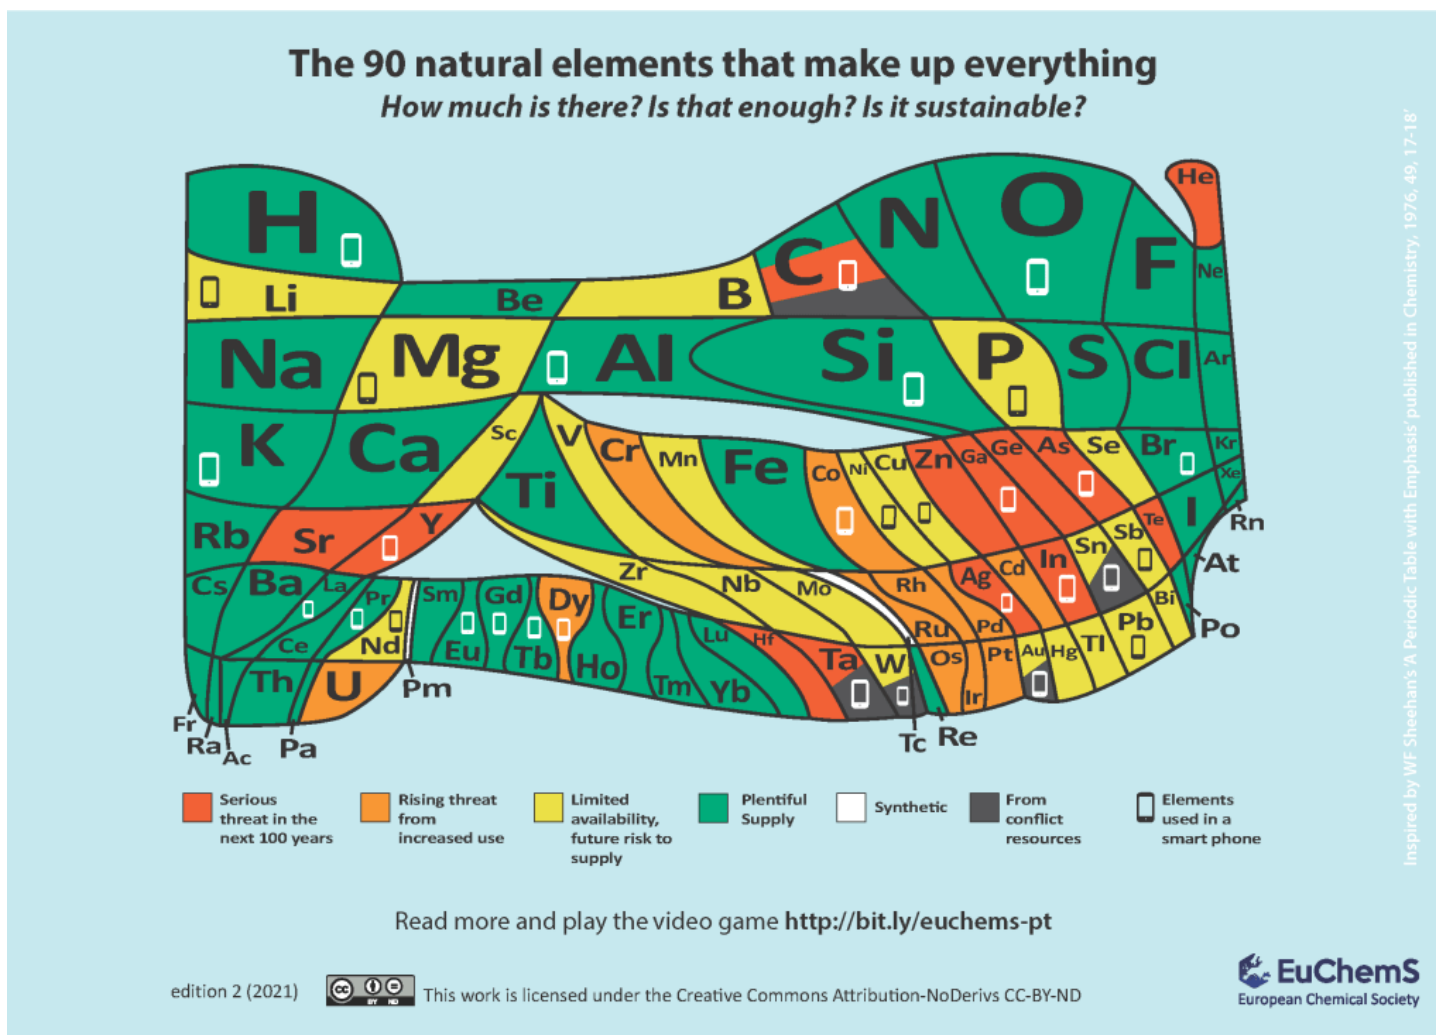 The 90 natural elements that make up everything
How much is there? Is that enough? Is it sustainable?
H
He
Li
Be
B
C
N
O
F
Ne
Na
Mg
Al
Si
P
S
Cl
Ar
K
Ca
Sc
Ti
V
Cr
Mn
Fe
Co
Ni
Cu
Zn
Ga
Ge
As
Se
Br
Kr
Rb
Sr
Y
Zr
Nb
Mo
Tc
Ru
Rh
Pd
Ag
Cd
In
Sn
Sb
Te
I
Xe
Cs
Ba
La
Ce
Pr
Nd
Pm
Sm
Eu
Gd
Tb
Dy
Ho
Er
Tm
Yb
Lu
Hf
Ta
W
Re
Os
Ir
Pt
Au
Hg
Tl
Pb
Bi
Po
At
Rn
Fr
Ra
Ac
Th
Pa
U
Serious
threat in the
next 100 years
Rising threat
from
increased use
Limited
availability,
future risk to
supply
Plentiful
Supply
Synthetic
From
conflict
resources
Elements
used in a
smart phone
Read more and play the video game http://bit.ly/euchems-pt
edition 2 (2021)
cc
BY ND
This work is licensed under the Creative Commons Attribution-NoDerivs CC-BY-ND
EuChemS
European Chemical Society
Inspired by WF Sheehan's 'A Periodic Table with Emphasis' published in Chemistry, 1976, 49, 17-18'